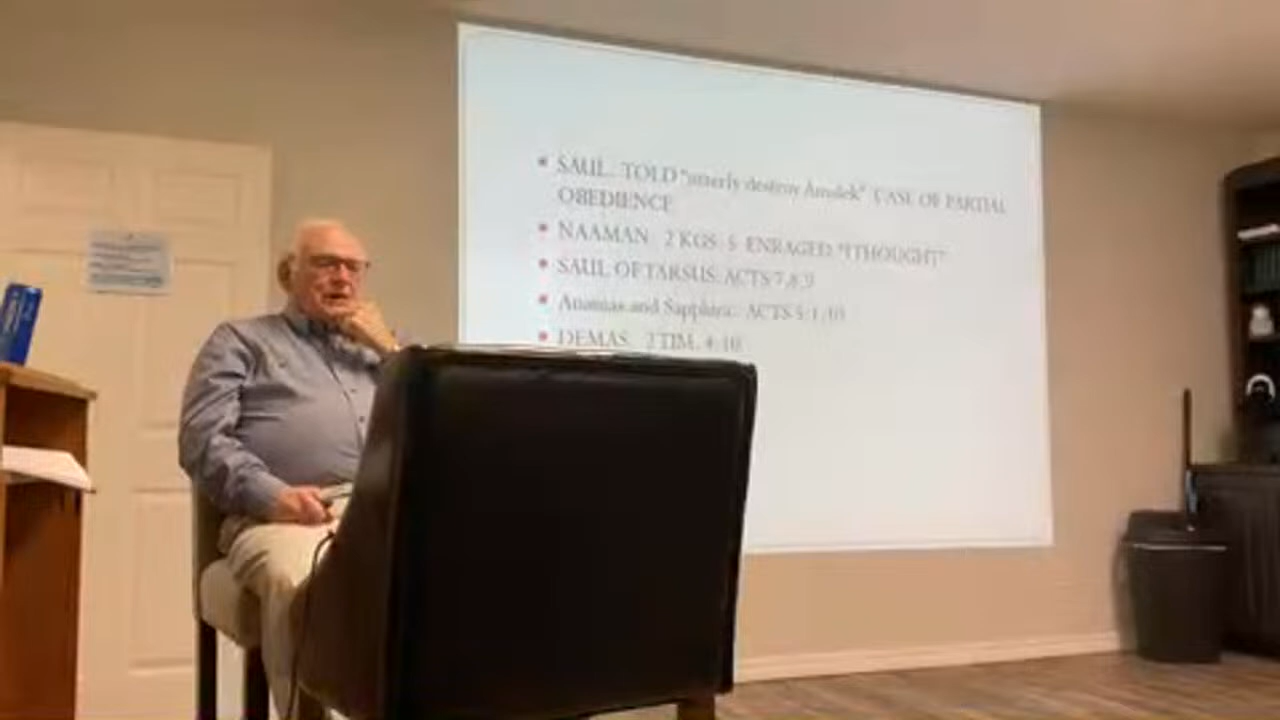 • SAUL. TOLD "utterly destroy Amalek" CASE OF PARTIAL
OBEDIENCE
• NAAMAN. 2 KGS. 5 ENRAGED. "I THOUGHT"
• SAUL OF TARSUS. ACTS 7,8,9
• Ananias and Sapphira. ACTS 5:1-10
• DEMAS. 2 TIM. 4:10